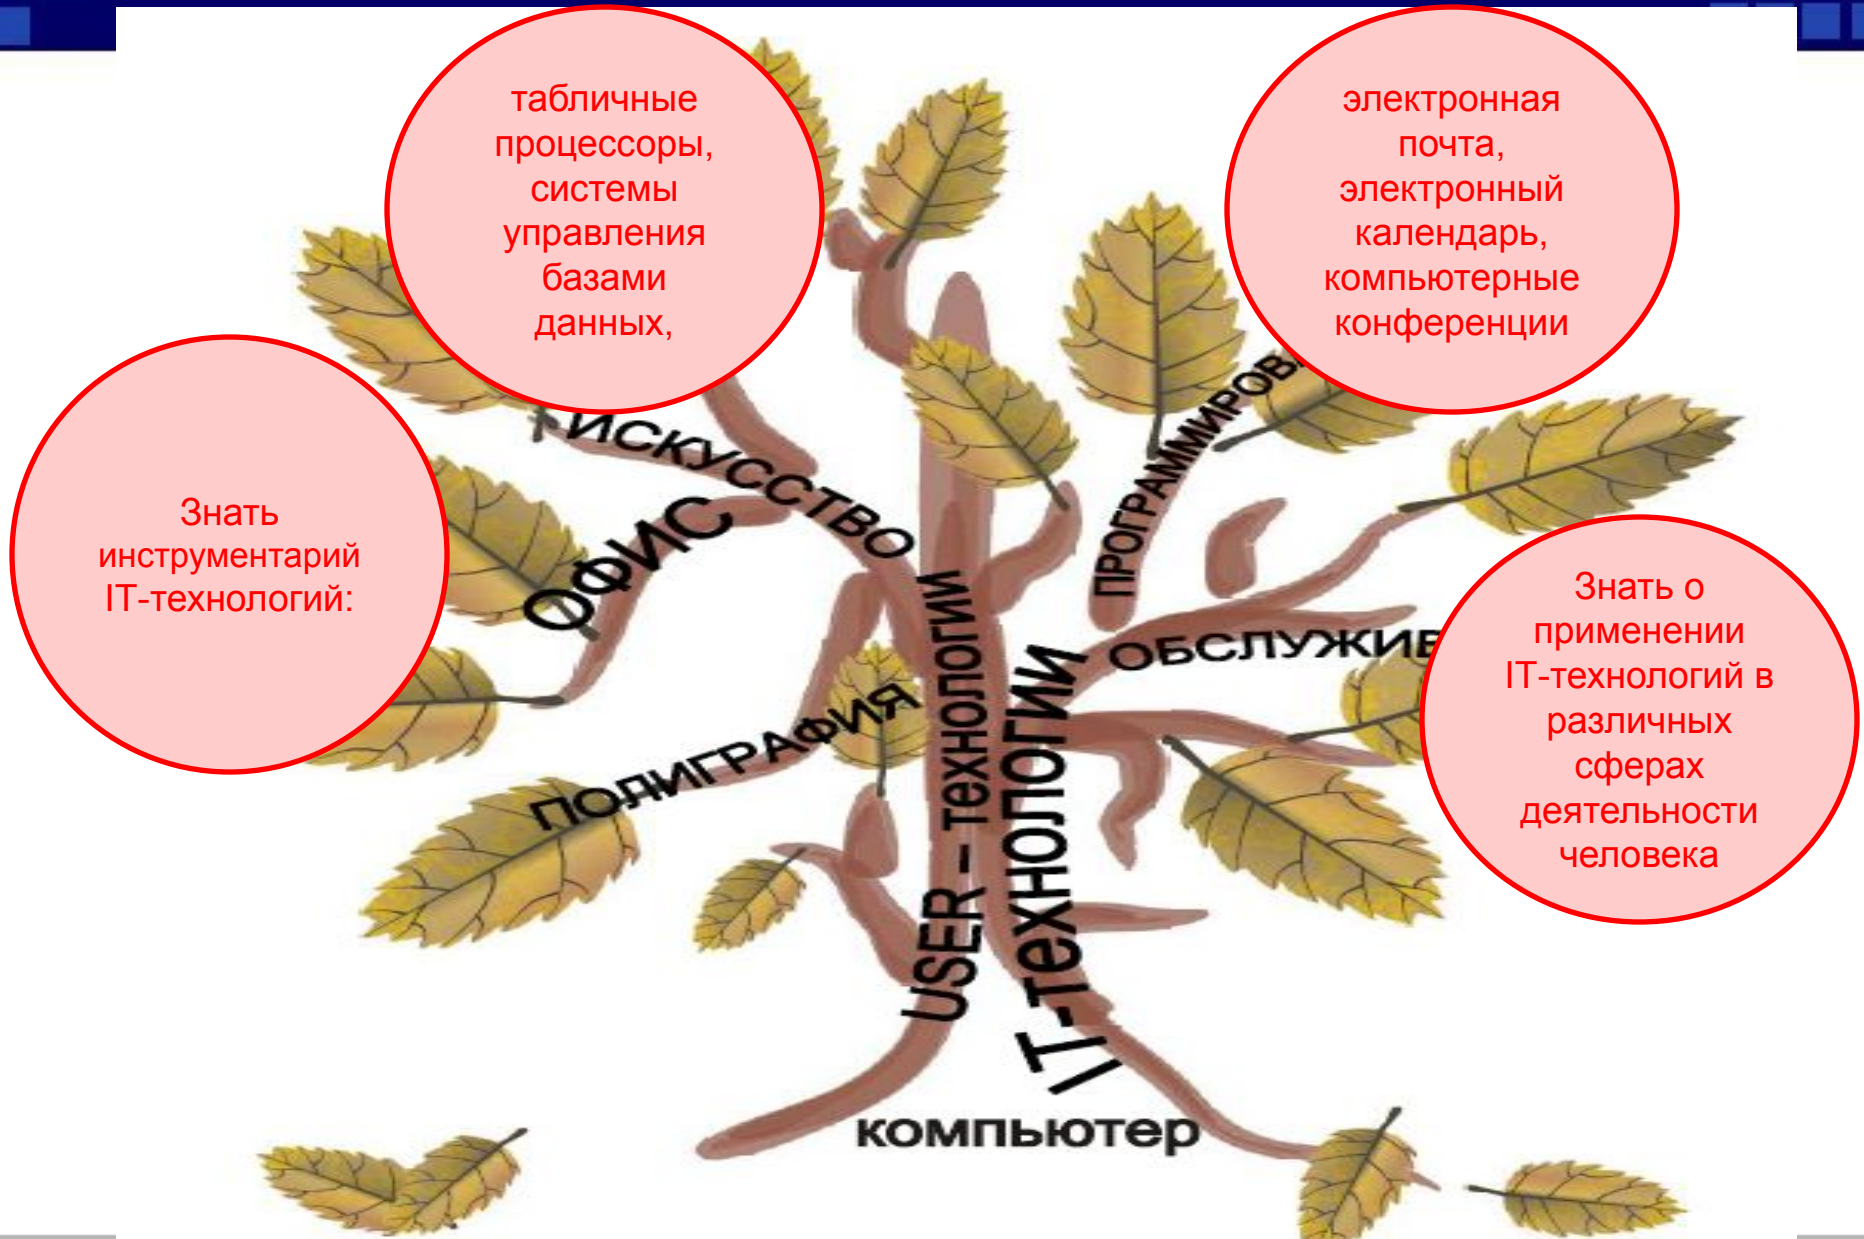 табличные
процессоры,
системы
управления
базами
данных,
электронная
почта,
электронный
календарь,
компьютерные
конференции
Знать
инструментарий
IT-технологий:
Знать о
применении
IT-технологий в
различных
сферах
деятельности
человека
ИСКУССТВО
ОФИС
ПОЛИГРАФИЯ
ПРОГРАММИРОВ
ОБСЛУЖИВ
USER – технологии
IT-технологии
компьютер